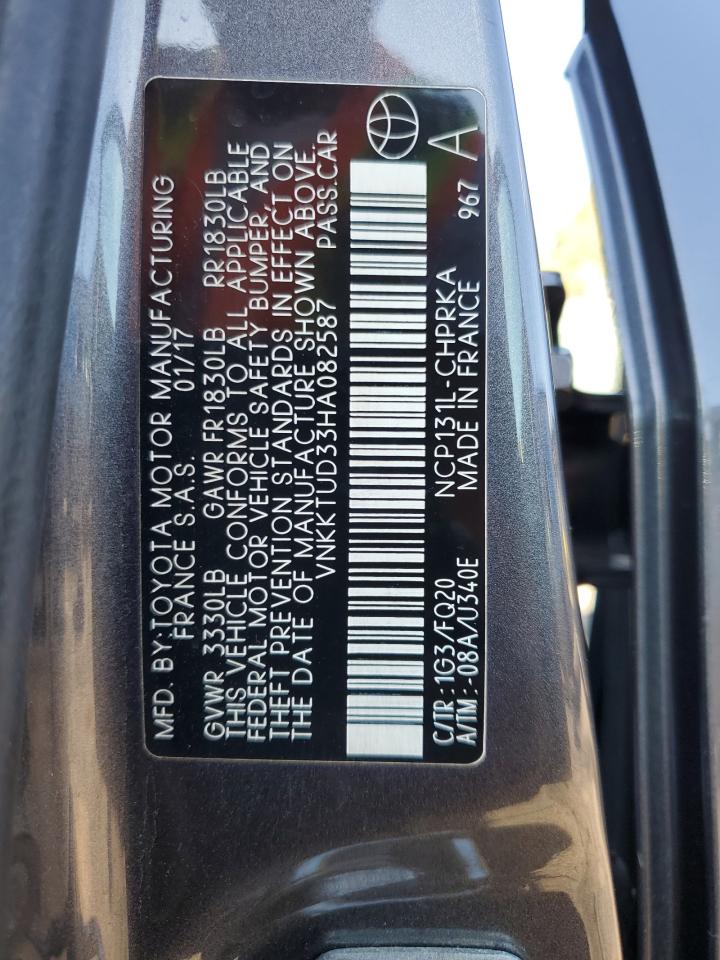 MFD. BY:TOYOTA MOTOR MANUFACTURING
FRANCE S.A.S. 01/17
GVWR 3330LB GAWR FR1830LB RR1830LB
THIS VEHICLE CONFORMS TO ALL APPLICABLE
FEDERAL MOTOR VEHICLE SAFETY BUMPER, AND
THEFT PREVENTION STANDARDS IN EFFECT ON
THE DATE OF MANUFACTURE SHOWN ABOVE.
VNKKTUD33HA082587 PASS.CAR
C/TR : 1G3/FQ20 NCP131L-CHPRKA 967 A
A/TM : -08A/U340E MADE IN FRANCE